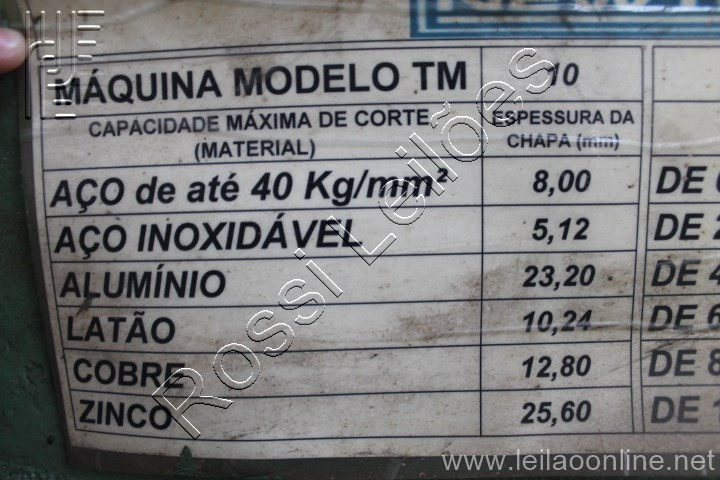 MÁQUINA MODELO TM 10
CAPACIDADE MÁXIMA DE CORTE ESPESSURA DA
(MATERIAL) CHAPA (mm)
AÇO de até 40 Kg/mm² 8,00 DE
AÇO INOXIDÁVEL 5,12 DE
ALUMÍNIO 23,20 DE
LATÃO 10,24 DE
COBRE 12,80 DE
ZINCO 25,60 DE
Rossi Leilões
www.leilaoonline.net